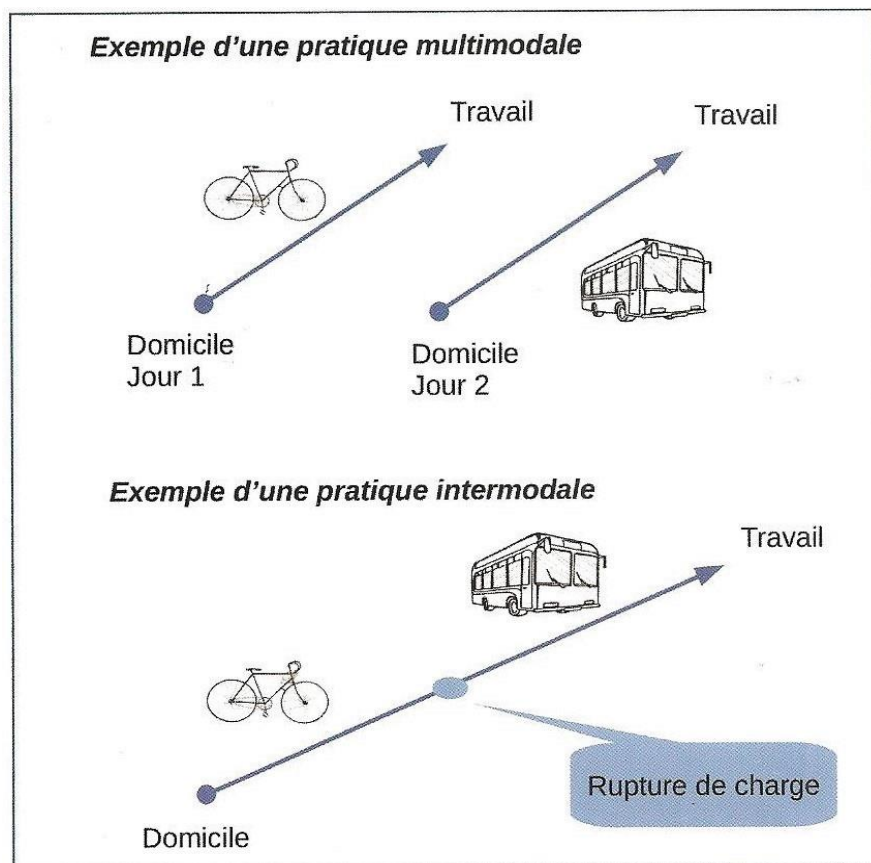 Exemple d'une pratique multimodale
Travail
Travail
Domicile
Jour 1
Domicile
Jour 2
Exemple d'une pratique intermodale
Travail
Rupture de charge
Domicile